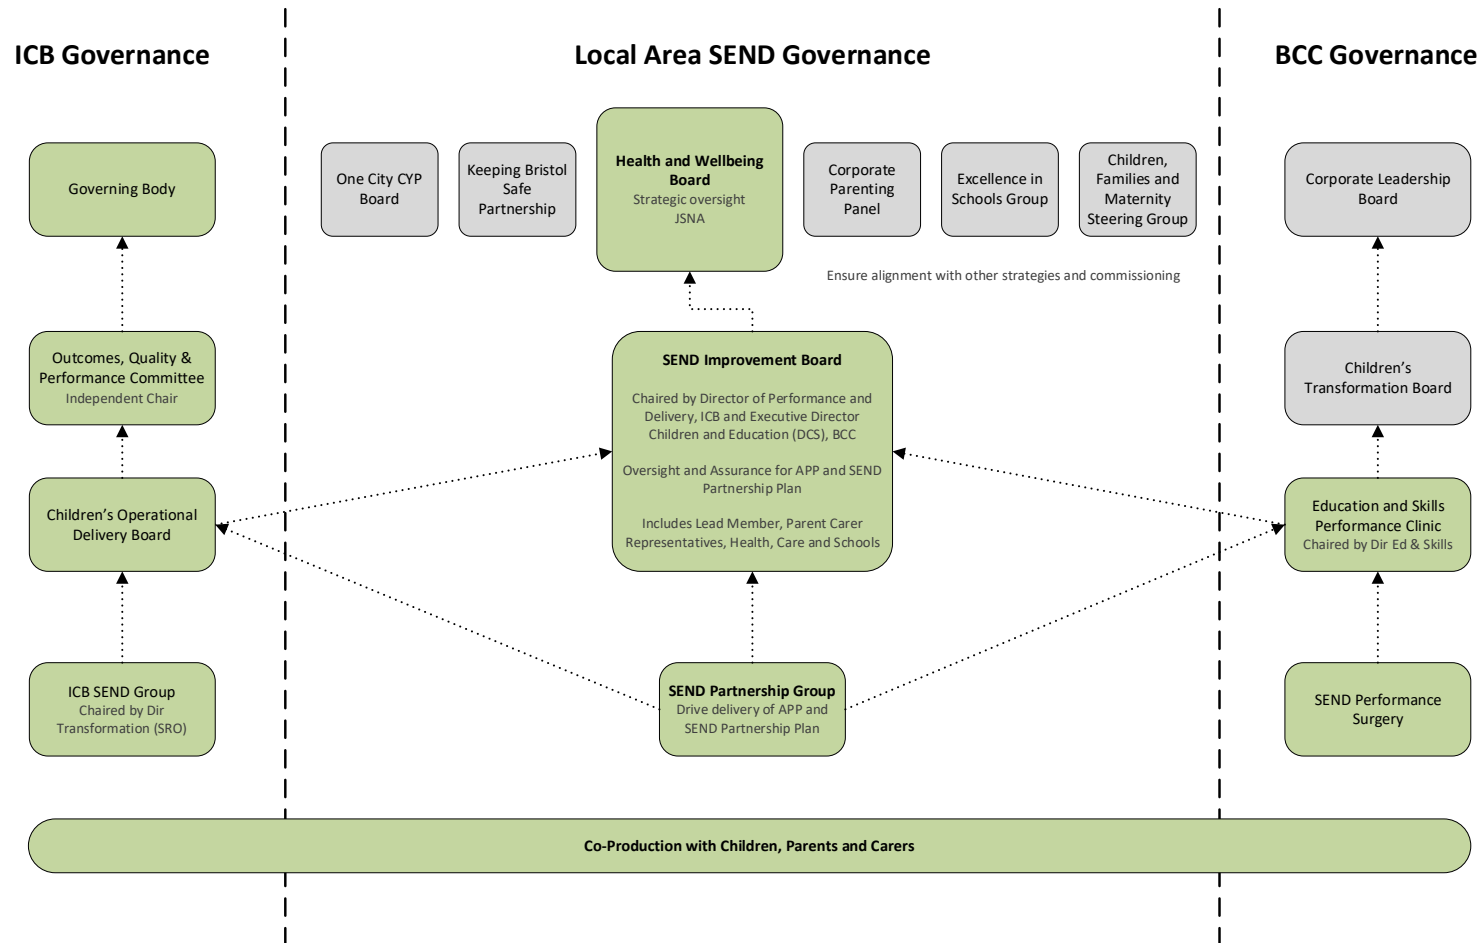 ICB Governance
Local Area SEND Governance
BCC Governance
Governing Body
One City CYP
Board
Keeping Bristol
Safe
Partnership
Health and Wellbeing
Board
Strategic oversight
JSNA
Corporate
Parenting
Panel
Excellence in
Schools Group
Children,
Families and
Maternity
Steering Group
Corporate Leadership
Board
Ensure alignment with other strategies and commissioning
Outcomes, Quality &
Performance Committee
Independent Chair
SEND Improvement Board
Chaired by Director of Performance and
Delivery, ICB and Executive Director
Children and Education (DCS), BCC
Oversight and Assurance for APP and SEND
Partnership Plan
Includes Lead Member, Parent Carer
Representatives, Health, Care and Schools
Children’s
Transformation Board
Children’s Operational
Delivery Board
Education and Skills
Performance Clinic
Chaired by Dir Ed & Skills
ICB SEND Group
Chaired by Dir
Transformation (SRO)
SEND Partnership Group
Drive delivery of APP and
SEND Partnership Plan
SEND Performance
Surgery
Co-Production with Children, Parents and Carers